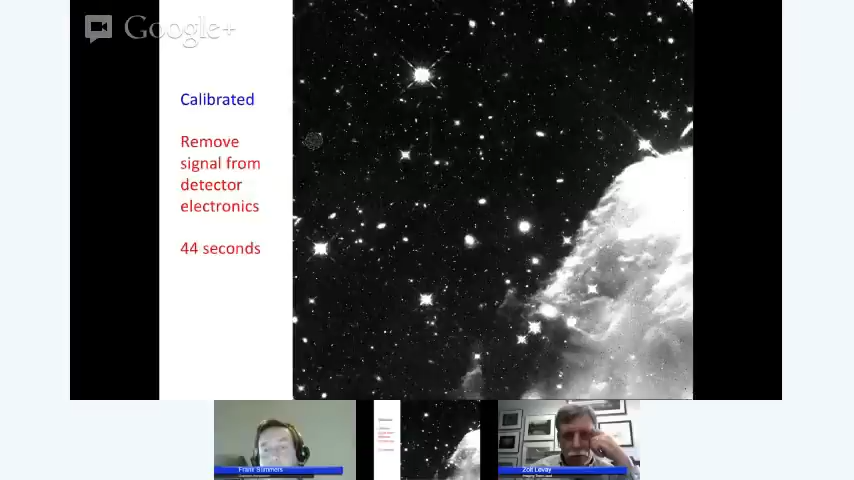 Google+
Calibrated
Remove
signal from
detector
electronics
44 seconds
Frank Summers
Zolt Levay